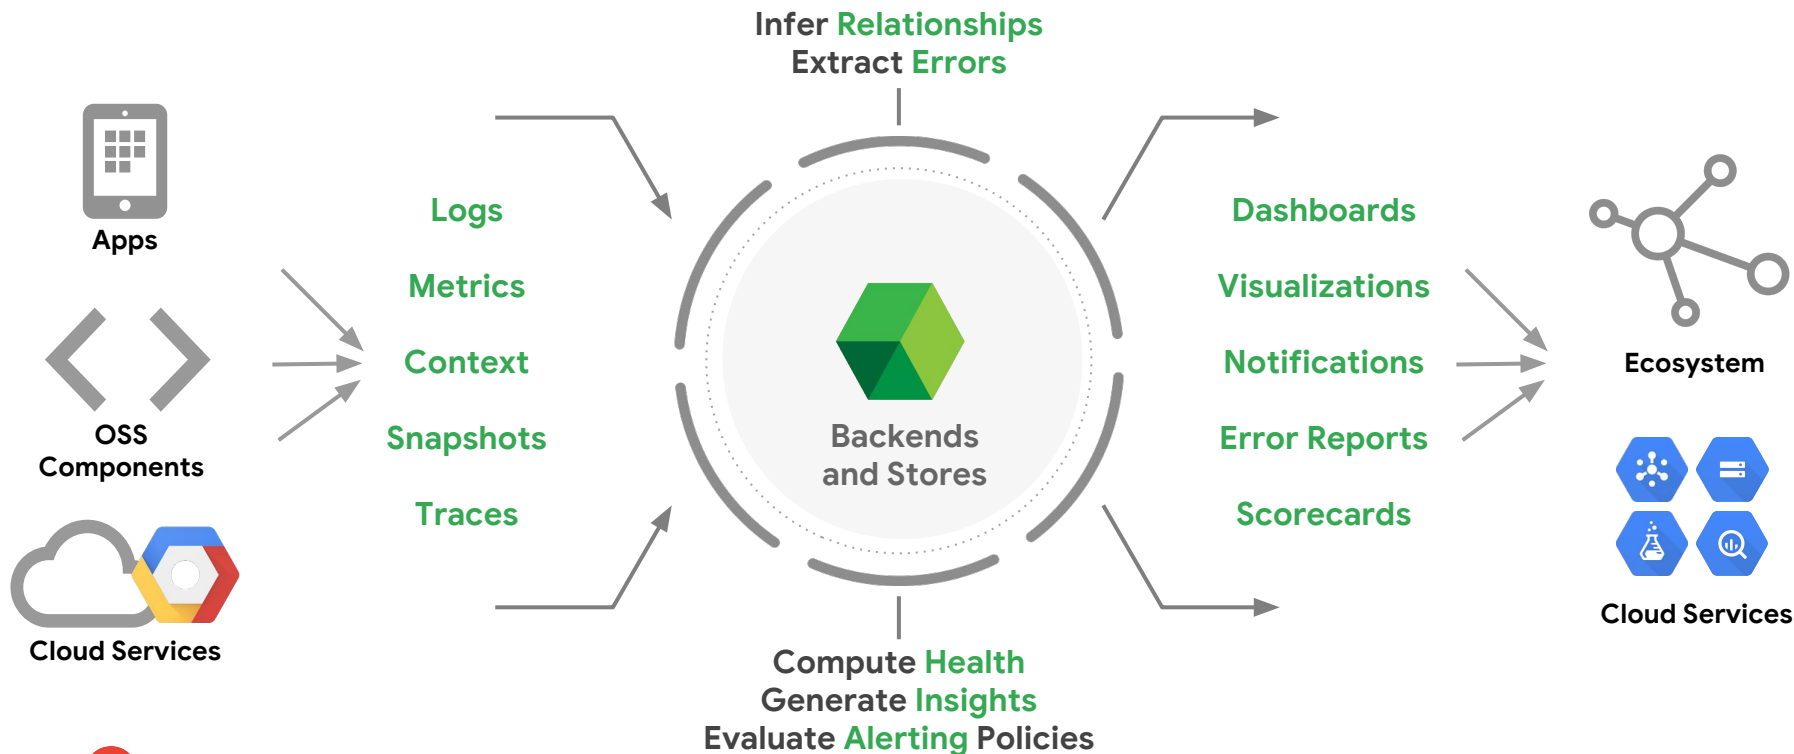 Infer Relationships
Extract Errors
Apps
OSS
Components
Cloud Services
Logs
Metrics
Context
Snapshots
Traces
Backends
and Stores
Compute Health
Generate Insights
Evaluate Alerting Policies
Dashboards
Visualizations
Notifications
Error Reports
Scorecards
Ecosystem
Cloud Services